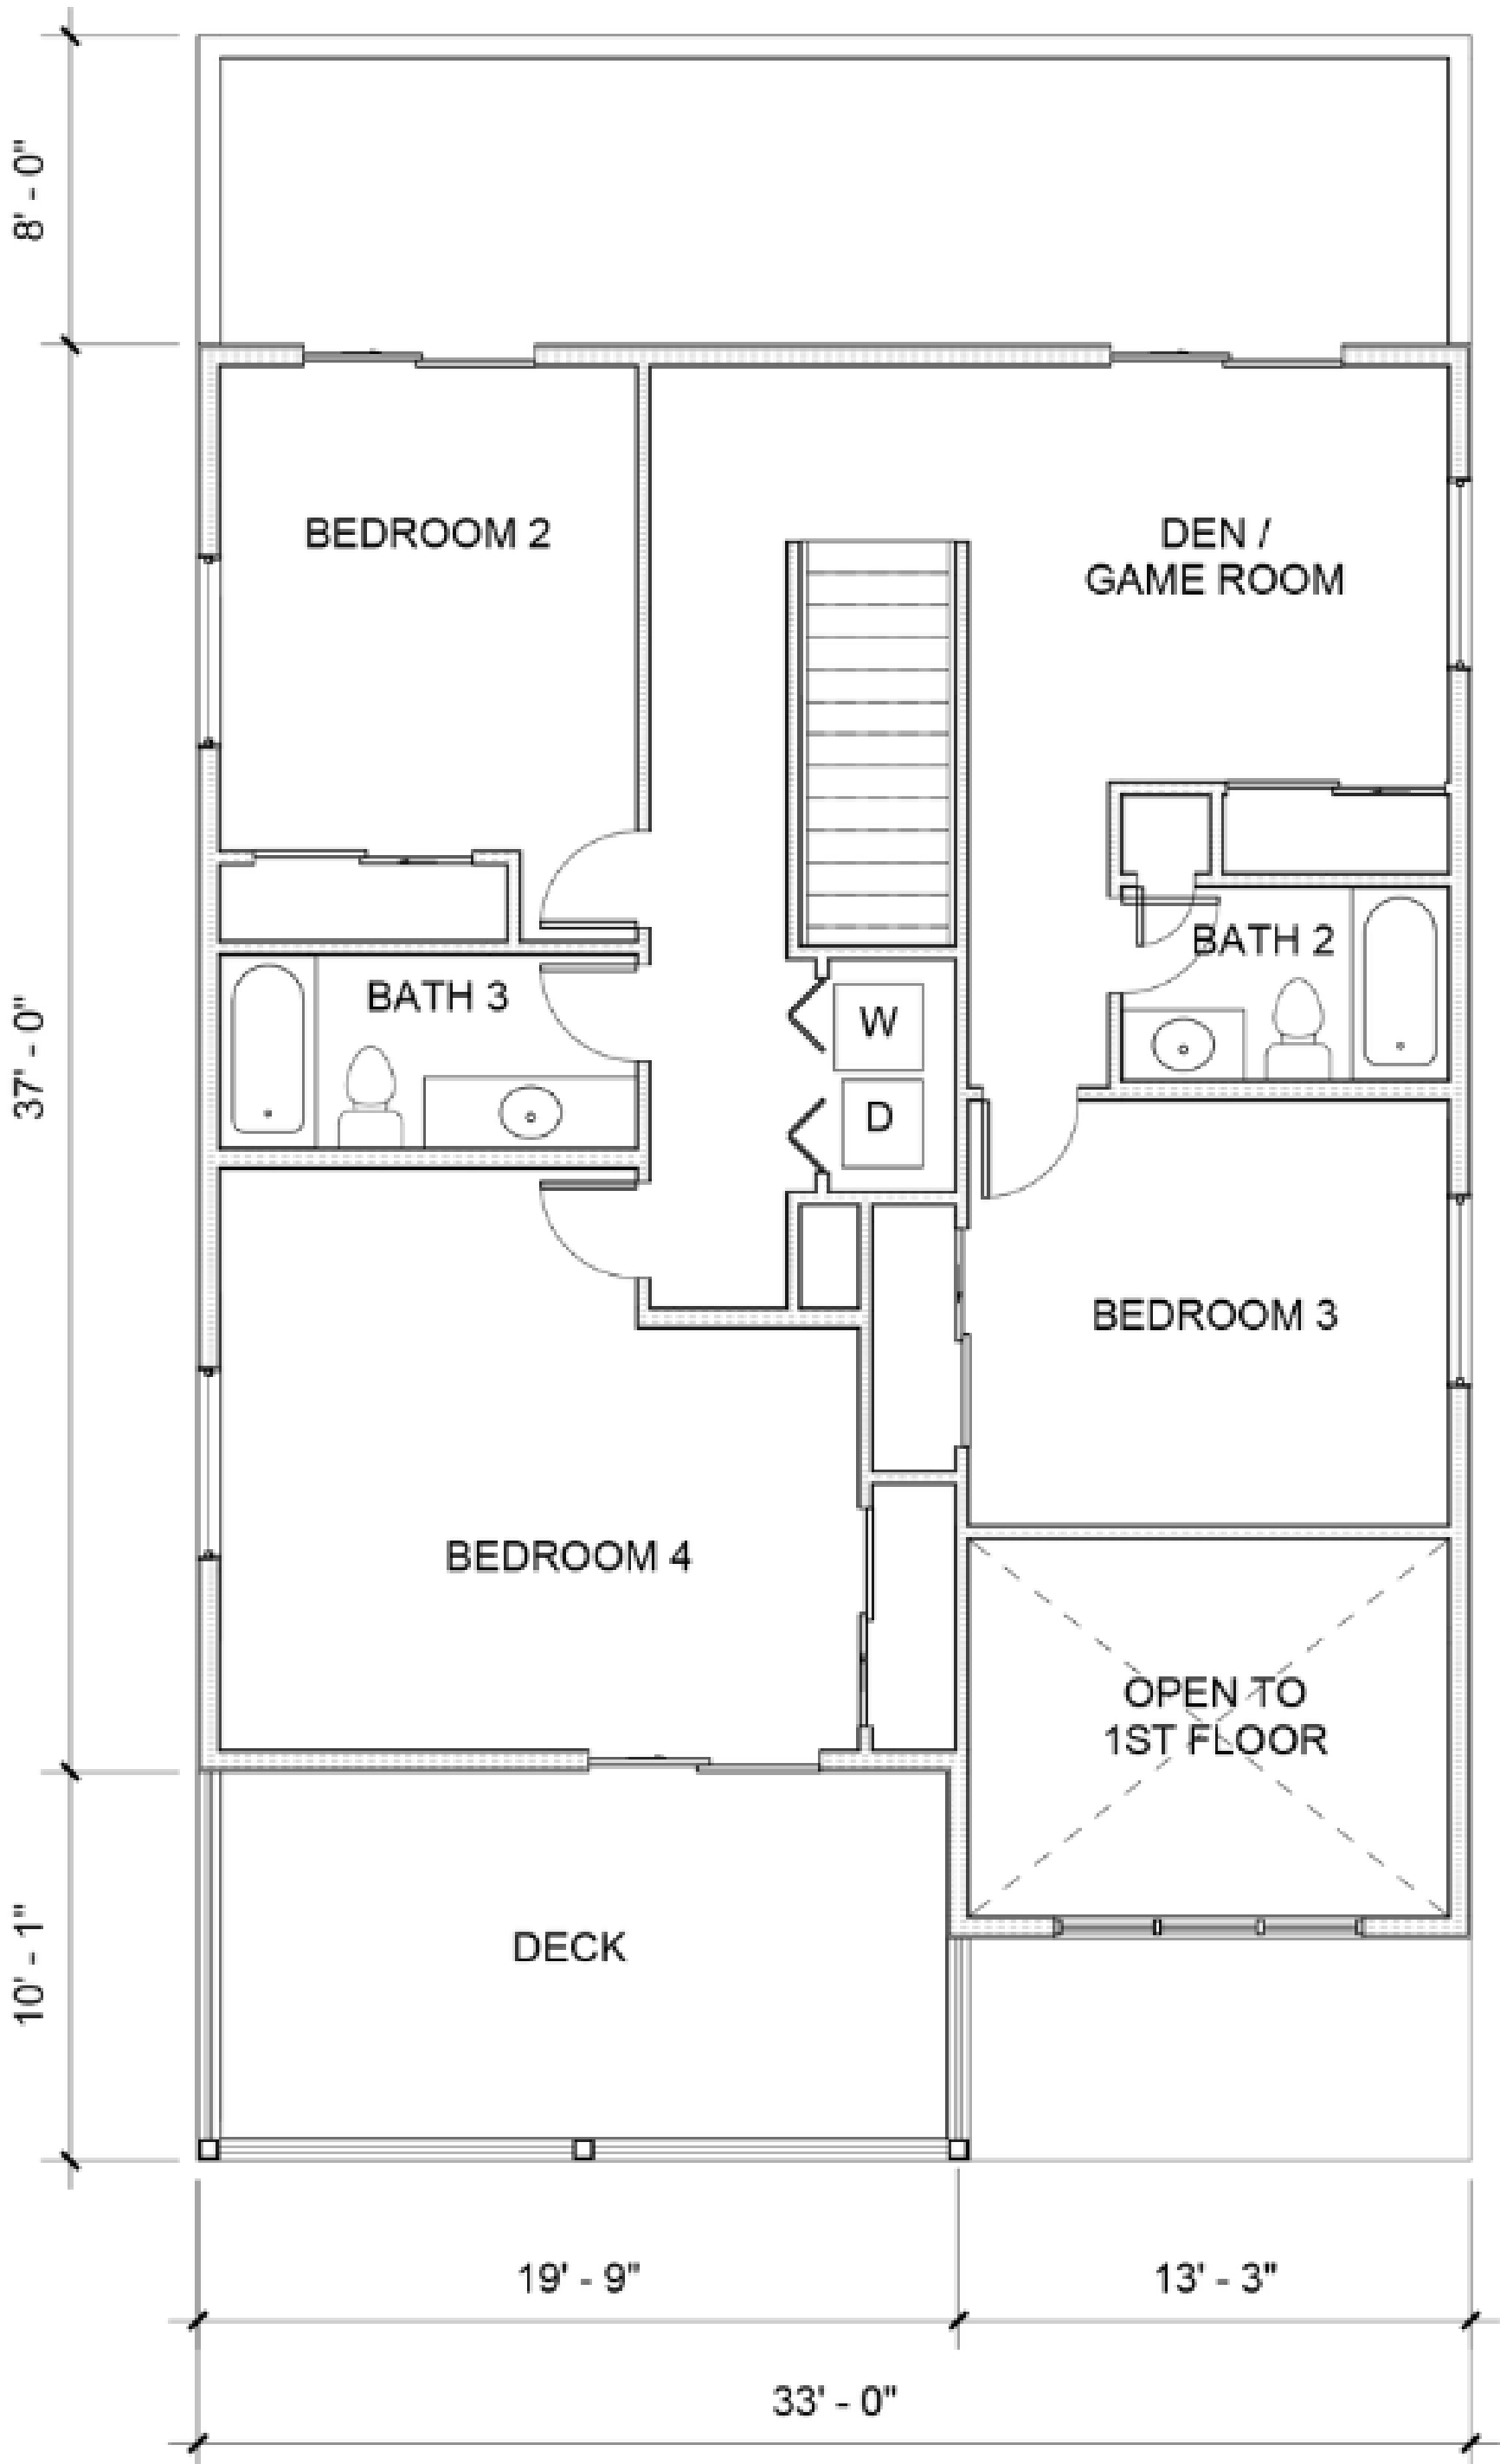 8' - 0"
BEDROOM 2
DEN /
GAME ROOM
BATH 2
BATH 3
W
37' - 0"
D
BEDROOM 3
BEDROOM 4
OPEN TO
1ST FLOOR
10' - 1"
DECK
19' - 9"
13' - 3"
33' - 0"